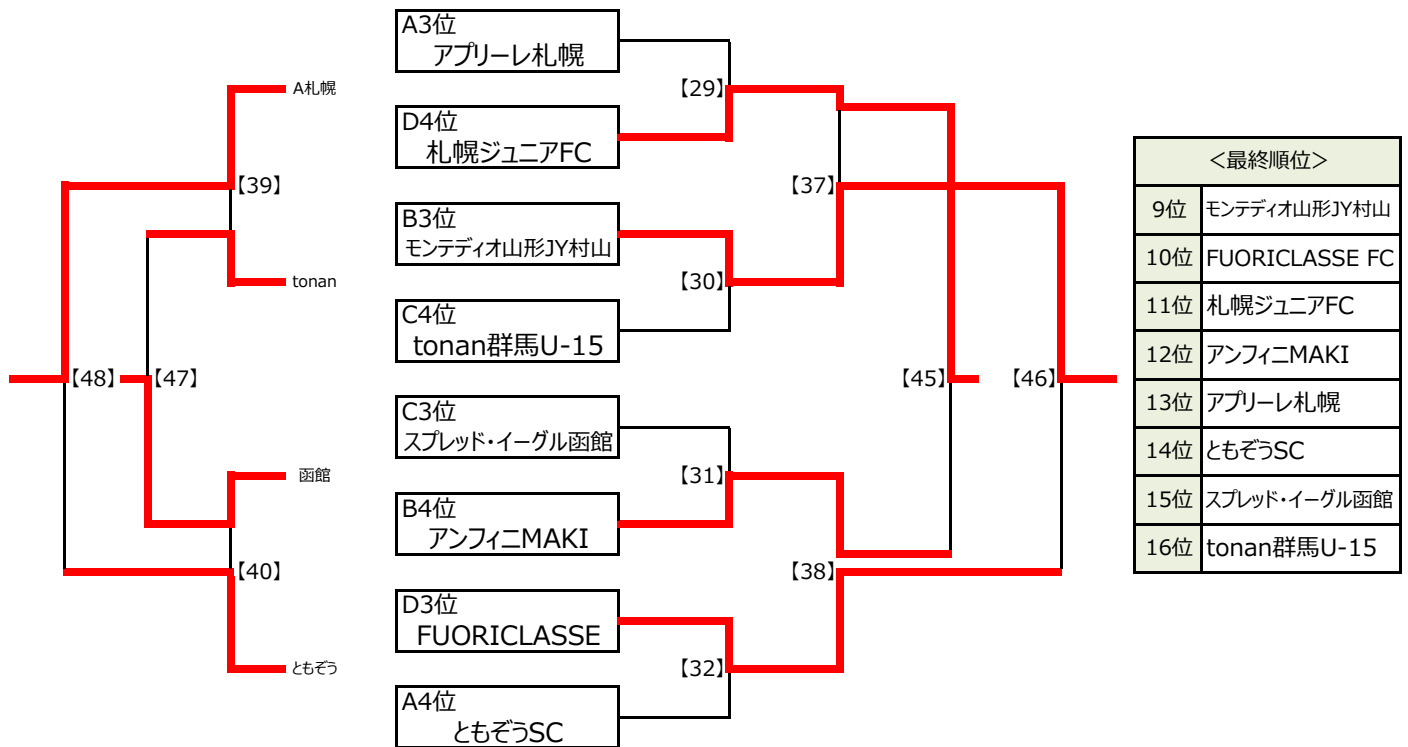 A札幌
【39】
tonan
【48】
【47】
函館
【40】
ともぞう
A3位
アプリーレ札幌
D4位
札幌ジュニアFC
B3位
モンテディオ山形JY村山
C4位
tonan群馬U-15
C3位
スプレッド・イーグル函館
B4位
アンフィニMAKI
D3位
FUORICLASSE
A4位
ともぞうSC
【29】
【30】
【31】
【32】
【37】
【38】
【45】
【46】
＜最終順位＞
9位 モンテディオ山形JY村山
10位 FUORICLASSE FC
11位 札幌ジュニアFC
12位 アンフィニMAKI
13位 アプリーレ札幌
14位 ともぞうSC
15位 スプレッド・イーグル函館
16位 tonan群馬U-15